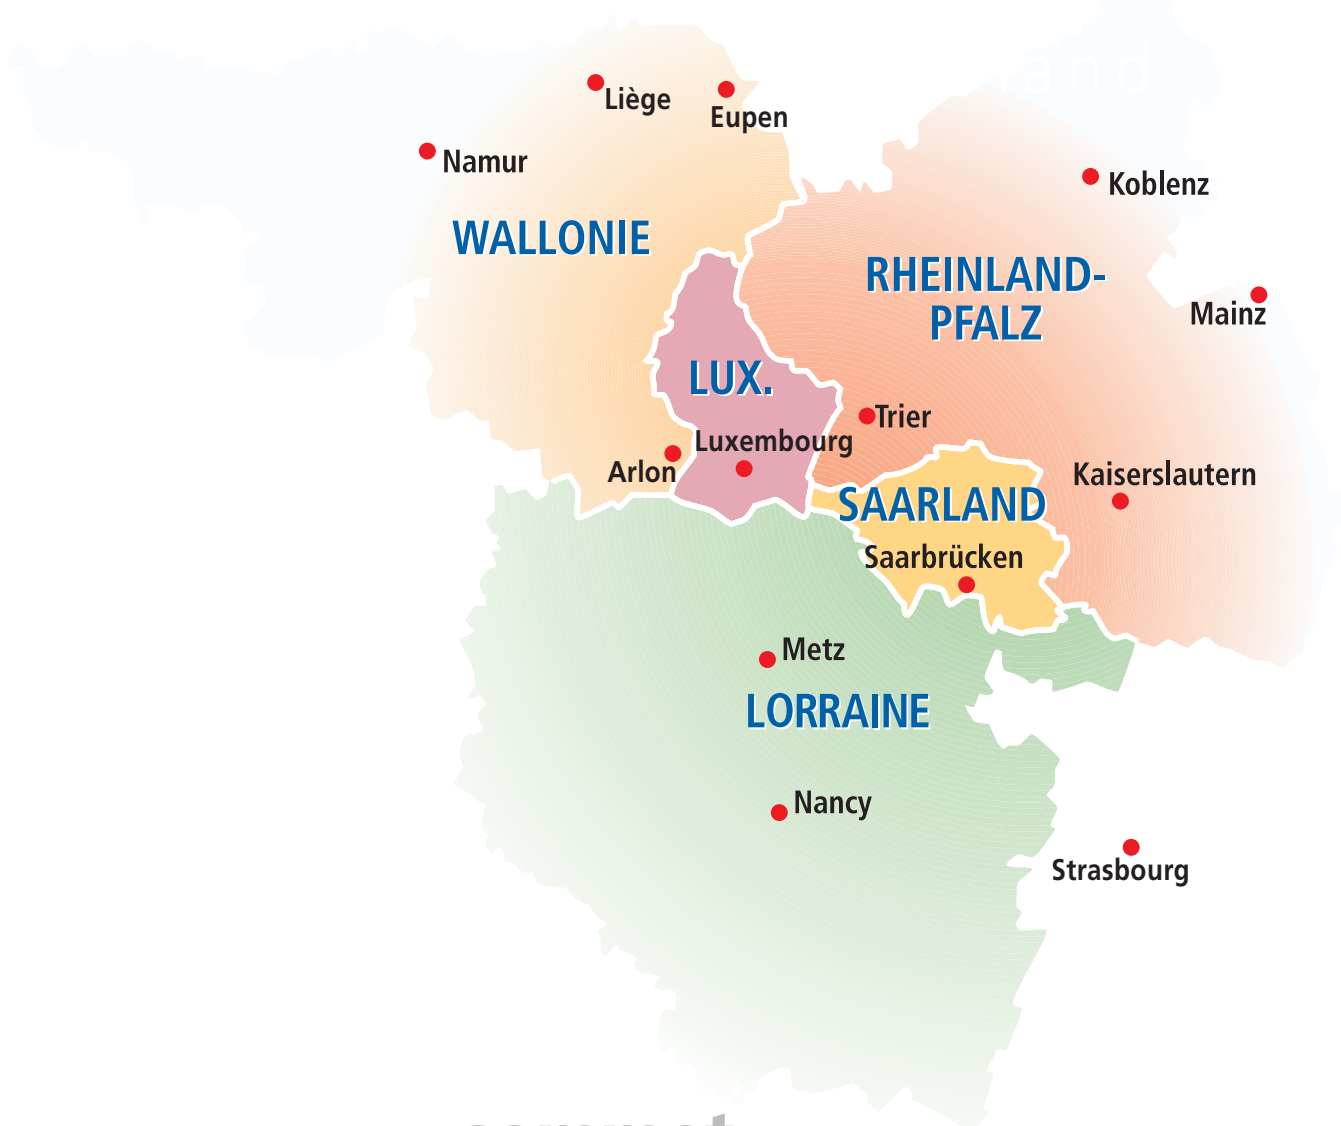 Liège
Eupen
Namur
Koblenz
WALLONIE
RHEINLAND-
PFALZ
Mainz
LUX.
Trier
Luxembourg
Arlon
Kaiserslautern
SAARLAND
Saarbrücken
Metz
LORRAINE
Nancy
Strasbourg